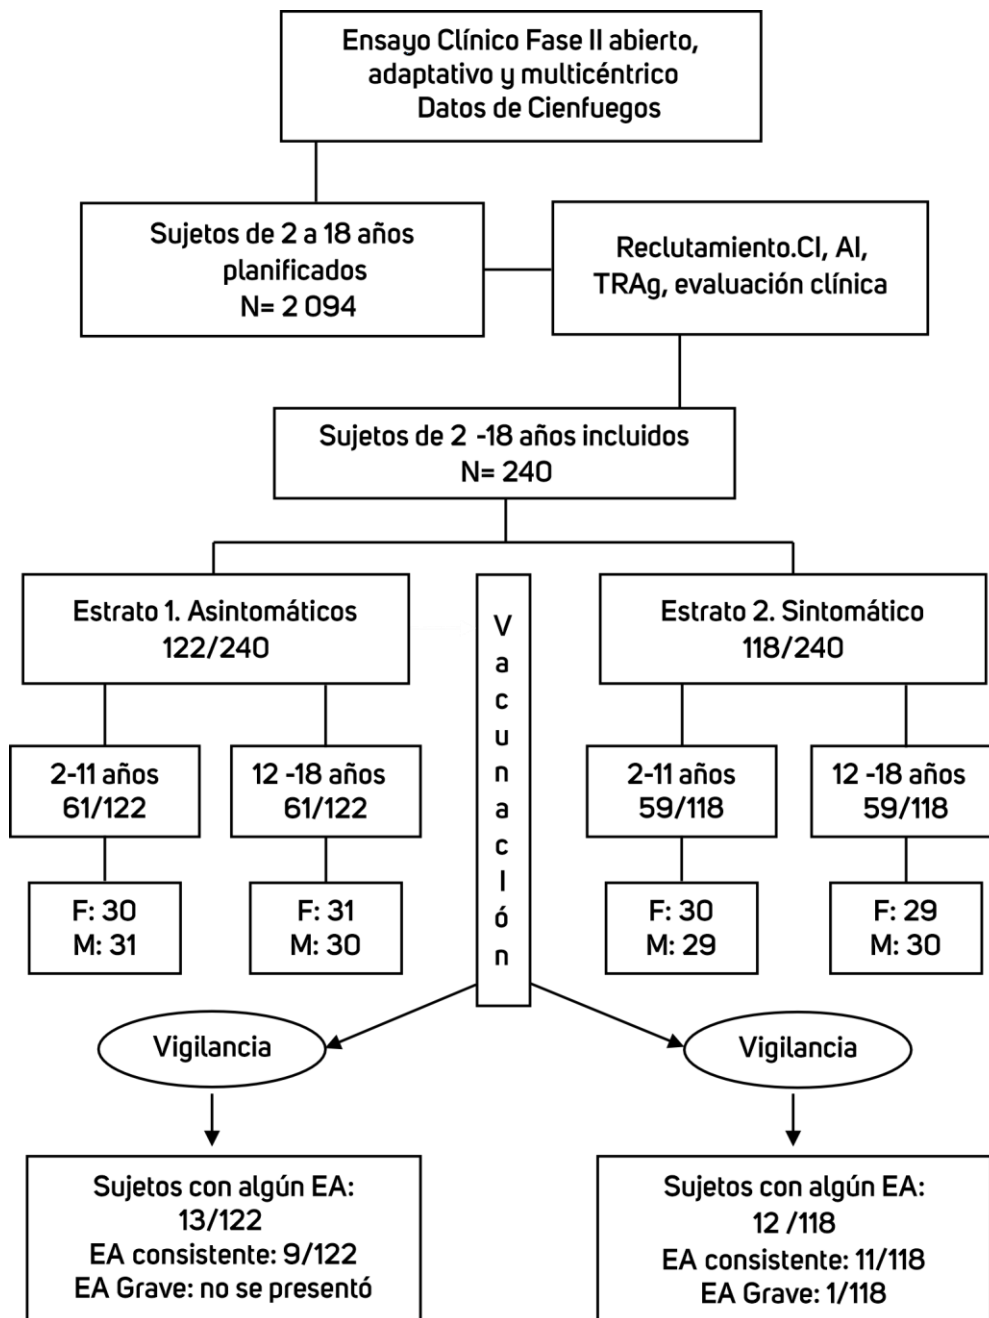 Ensayo Clínico Fase II abierto,
adaptativo y multicéntrico
Datos de Cienfuegos
Sujetos de 2 a 18 años
planificados
N= 2 094
Reclutamiento.CI, AI,
TRAg, evaluación clínica
Sujetos de 2 -18 años incluidos
N= 240
Estrato 1. Asintomáticos
122/240
Vacunacıón
Estrato 2. Sintomático
118/240
2-11 años
61/122
12 -18 años
61/122
2-11 años
59/118
12 -18 años
59/118
F: 30
M: 31
F: 31
M: 30
F: 30
M: 29
F: 29
M: 30
Vigilancia
Vigilancia
Sujetos con algún EA:
13/122
EA consistente: 9/122
EA Grave: no se presentó
Sujetos con algún EA:
12 /118
EA consistente: 11/118
EA Grave: 1/118